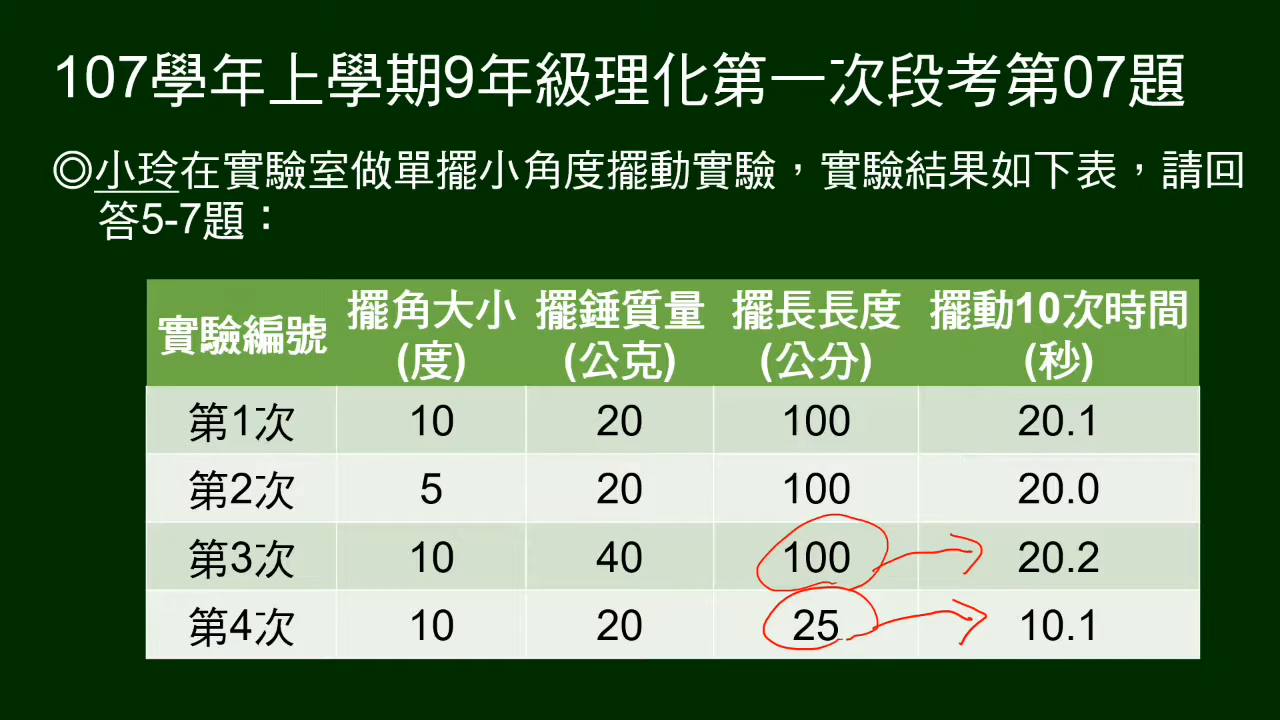 107學年上學期9年級理化第一次段考第07題
◎小玲在實驗室做單擺小角度擺動實驗，實驗結果如下表，請回
答5-7題：
實驗編號 擺角大小(度) 擺錘質量(公克) 擺長長度(公分) 擺動10次時間(秒)
第1次 10 20 100 20.1
第2次 5 20 100 20.0
第3次 10 40 100 20.2
第4次 10 20 25 10.1